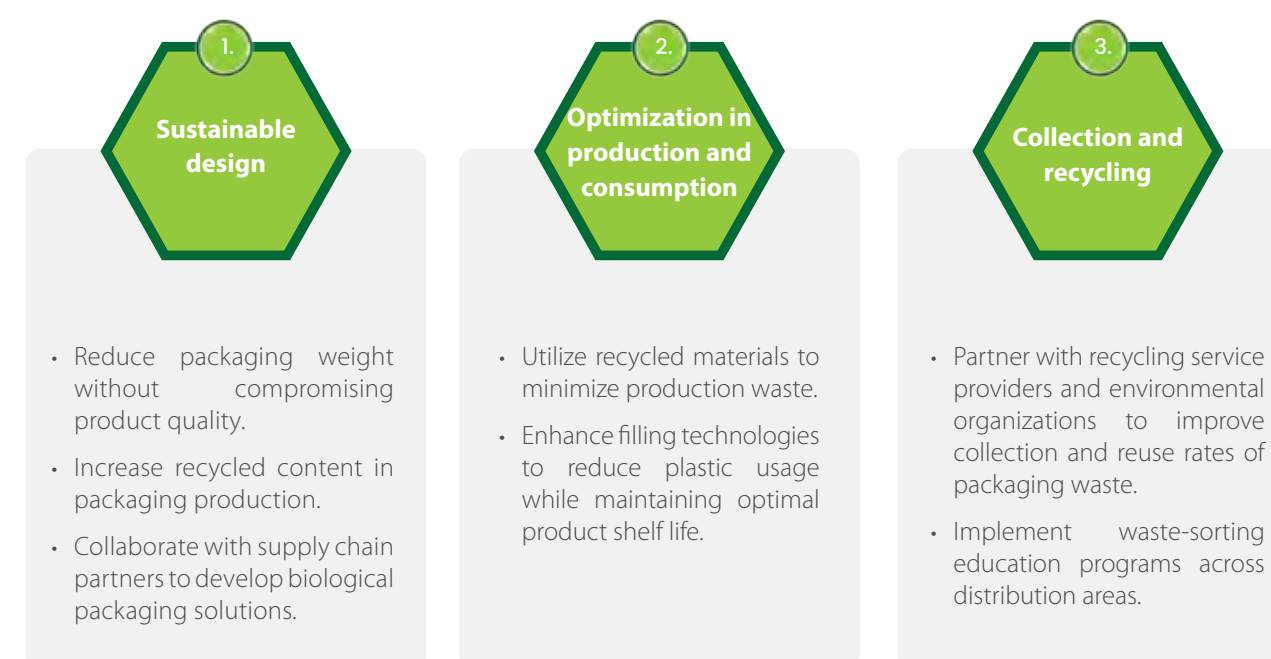 1.
Sustainable
design
• Reduce packaging weight
without compromising
product quality.
• Increase recycled content in
packaging production.
• Collaborate with supply chain
partners to develop biological
packaging solutions.
2.
Optimization in
production and
consumption
• Utilize recycled materials to
minimize production waste.
• Enhance filling technologies
to reduce plastic usage
while maintaining optimal
product shelf life.
3.
Collection and
recycling
• Partner with recycling service
providers and environmental
organizations to improve
collection and reuse rates of
packaging waste.
• Implement waste-sorting
education programs across
distribution areas.